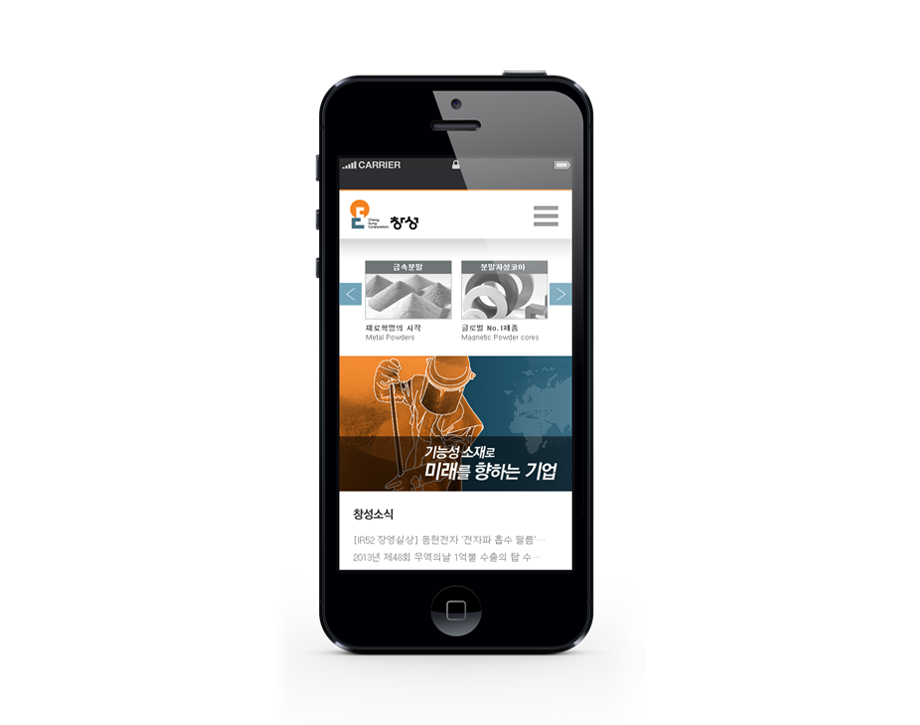 CARRIER
Chang
Sung
Corporation
창성
금속분말
분말자성코아
재료혁명의 시작
글로벌 No.1제품
Metal Powders
Magnetic Powder cores
기능성 소재로
미래를 향하는 기업
창성소식
[IR52 장영실상] 동현전자 '전자파 흡수 필름'…
2013년 제48회 무역의날 1억불 수출의 탑 수…